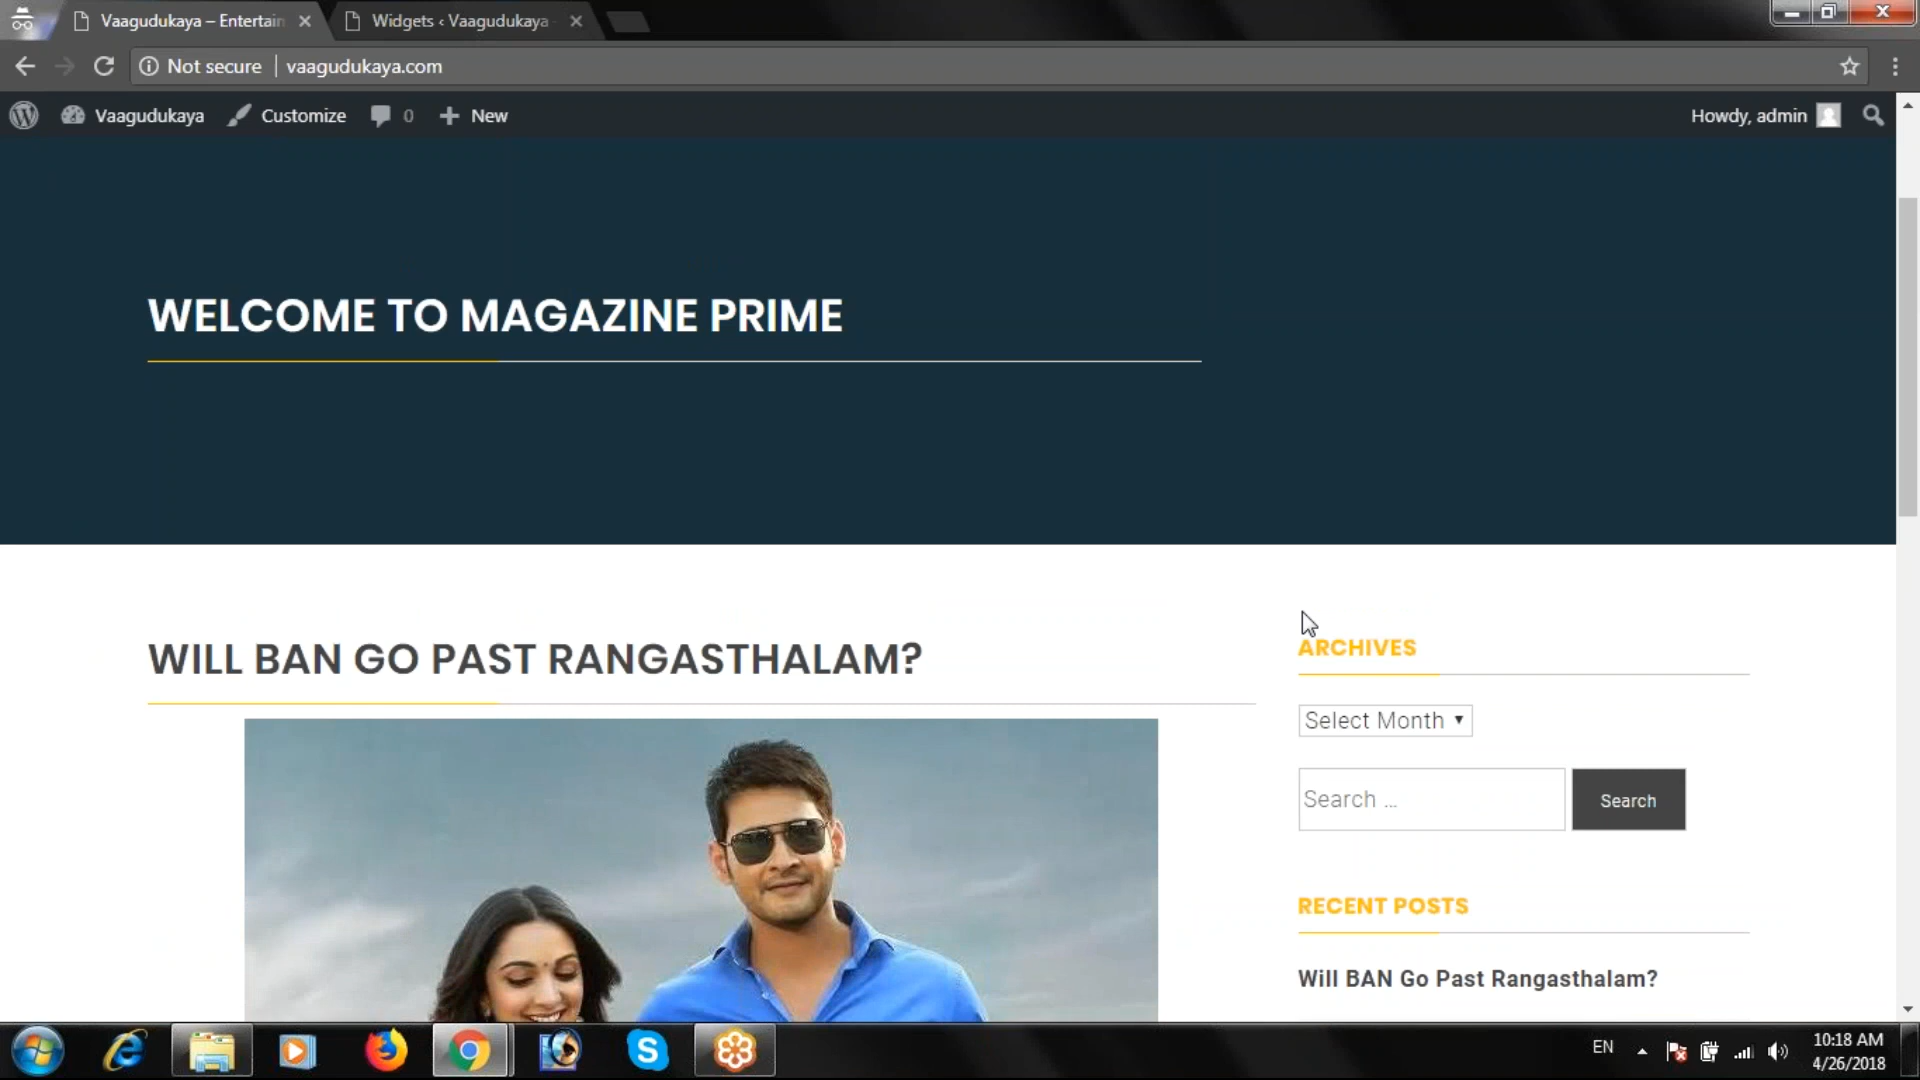 Vaagudukaya – Entertain
Widgets ‹ Vaagudukaya
Not secure
vaagudukaya.com
Vaagudukaya
Customize
0
New
Howdy, admin
WELCOME TO MAGAZINE PRIME
WILL BAN GO PAST RANGASTHALAM?
ARCHIVES
Select Month
Search ...
Search
RECENT POSTS
Will BAN Go Past Rangasthalam?
EN
10:18 AM
4/26/2018